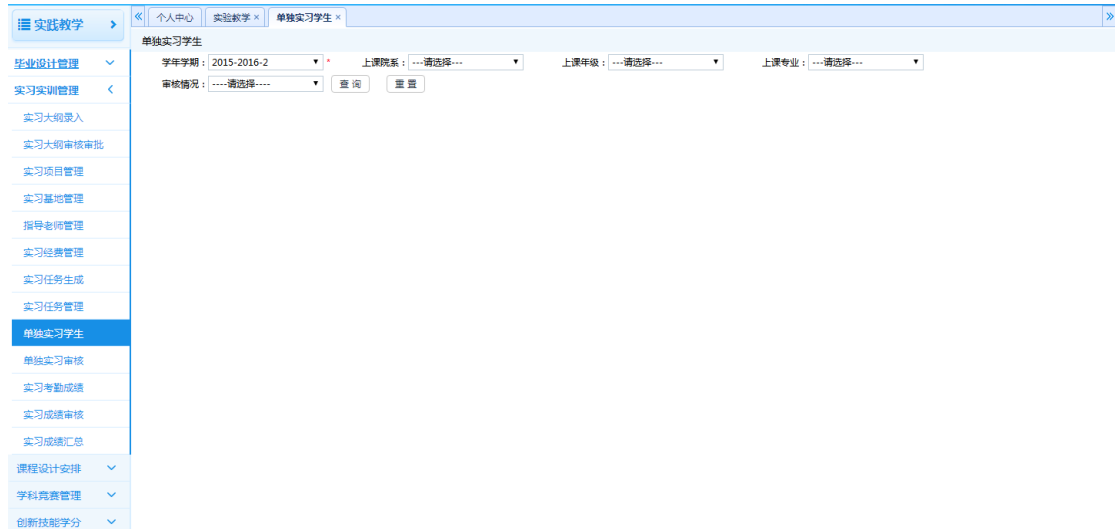 实践教学
个人中心 实验教学 × 单独实习学生 ×
单独实习学生
学年学期： 2015-2016-2 * 上课院系： ---请选择--- 上课年级： ---请选择--- 上课专业： ---请选择---
审核情况： ----请选择---- 查 询 重 置
毕业设计管理
实习实训管理
实习大纲录入
实习大纲审核审批
实习项目管理
实习基地管理
指导老师管理
实习经费管理
实习任务生成
实习任务管理
单独实习学生
单独实习审核
实习考勤成绩
实习成绩审核
实习成绩汇总
课程设计安排
学科竞赛管理
创新技能学分